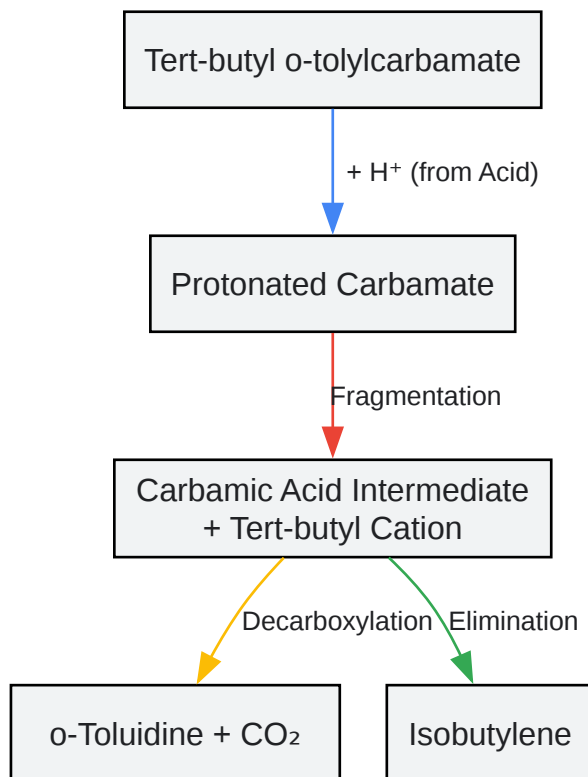 Tert-butyl o-tolylcarbamate
+ H⁺ (from Acid)
Protonated Carbamate
Fragmentation
Carbamic Acid Intermediate
+ Tert-butyl Cation
Decarboxylation
Elimination
o-Toluidine + CO₂
Isobutylene